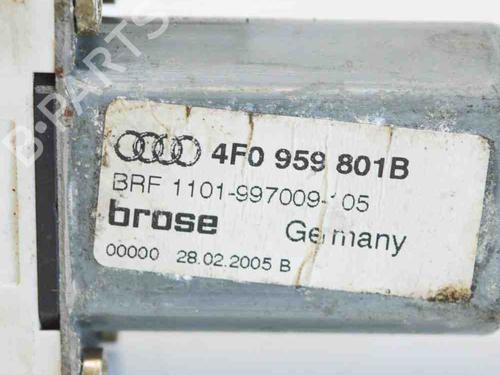 B-PARTS
4F0 959 801B
BRF 1101-997009-105
brose Germany
00000 28.02.2005 B